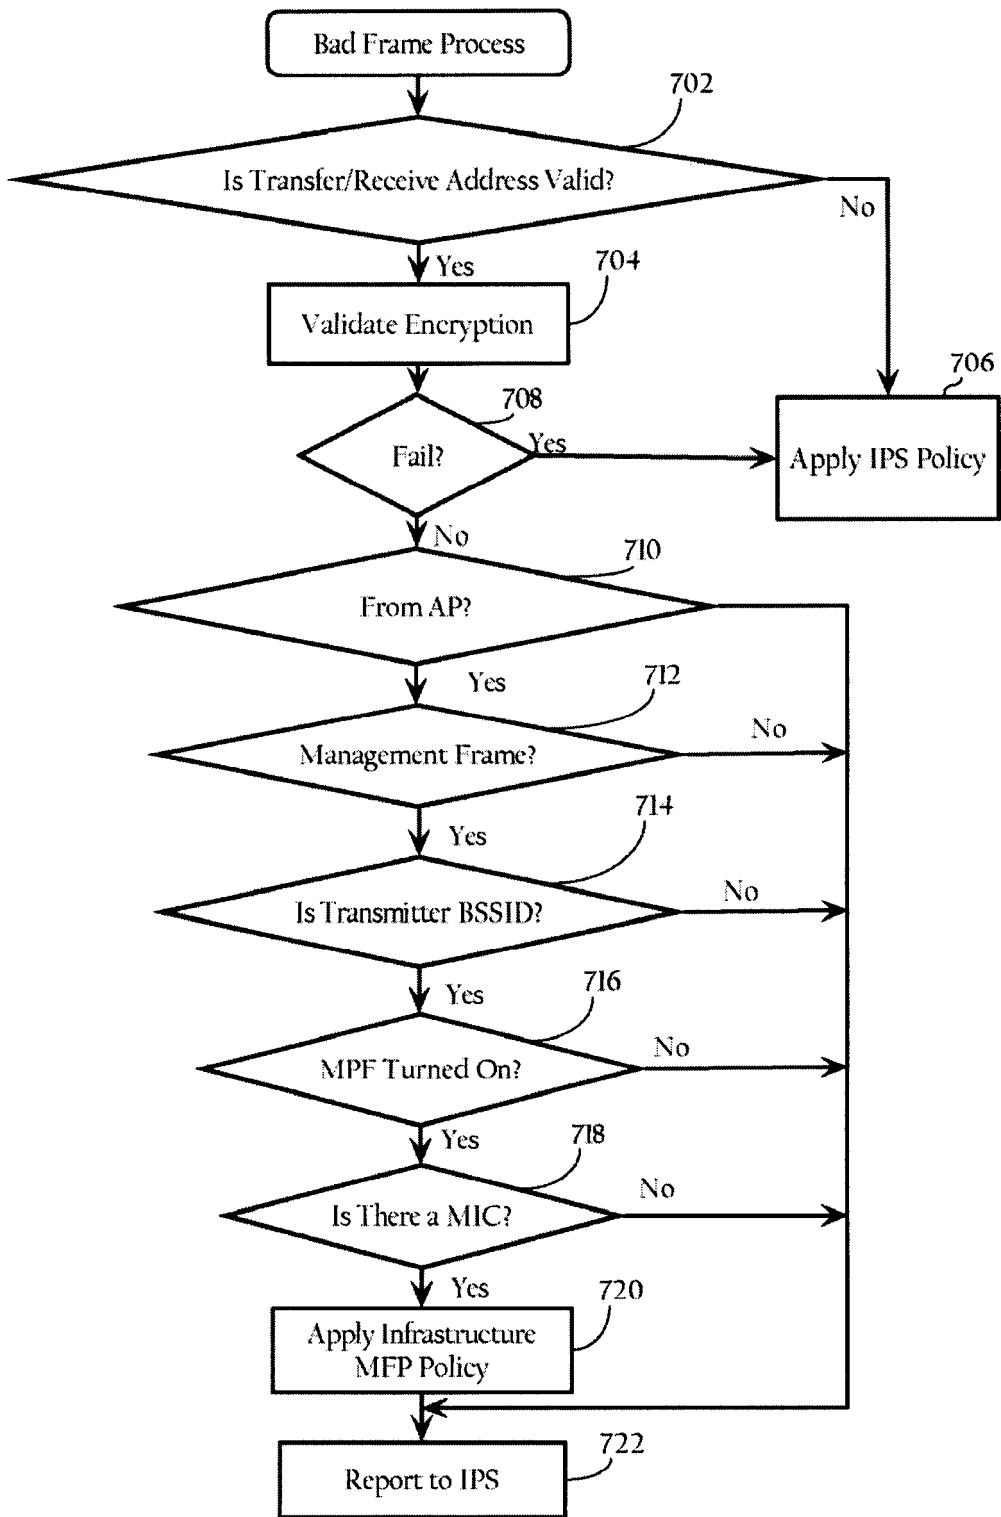 Bad Frame Process
702
Is Transfer/Receive Address Valid?
No
Yes
704
Validate Encryption
706
708
Fail?
Yes
Apply IPS Policy
No
710
From AP?
Yes
712
Management Frame?
No
Yes
714
Is Transmitter BSSID?
No
Yes
716
MPF Turned On?
No
Yes
718
Is There a MIC?
No
Yes
720
Apply Infrastructure
MFP Policy
722
Report to IPS